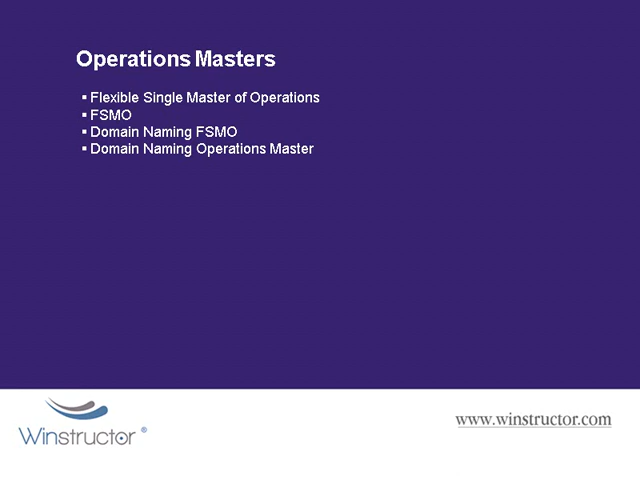 Operations Masters
▪ Flexible Single Master of Operations
▪ FSMO
▪ Domain Naming FSMO
▪ Domain Naming Operations Master
Winstructor ®
www.winstructor.com